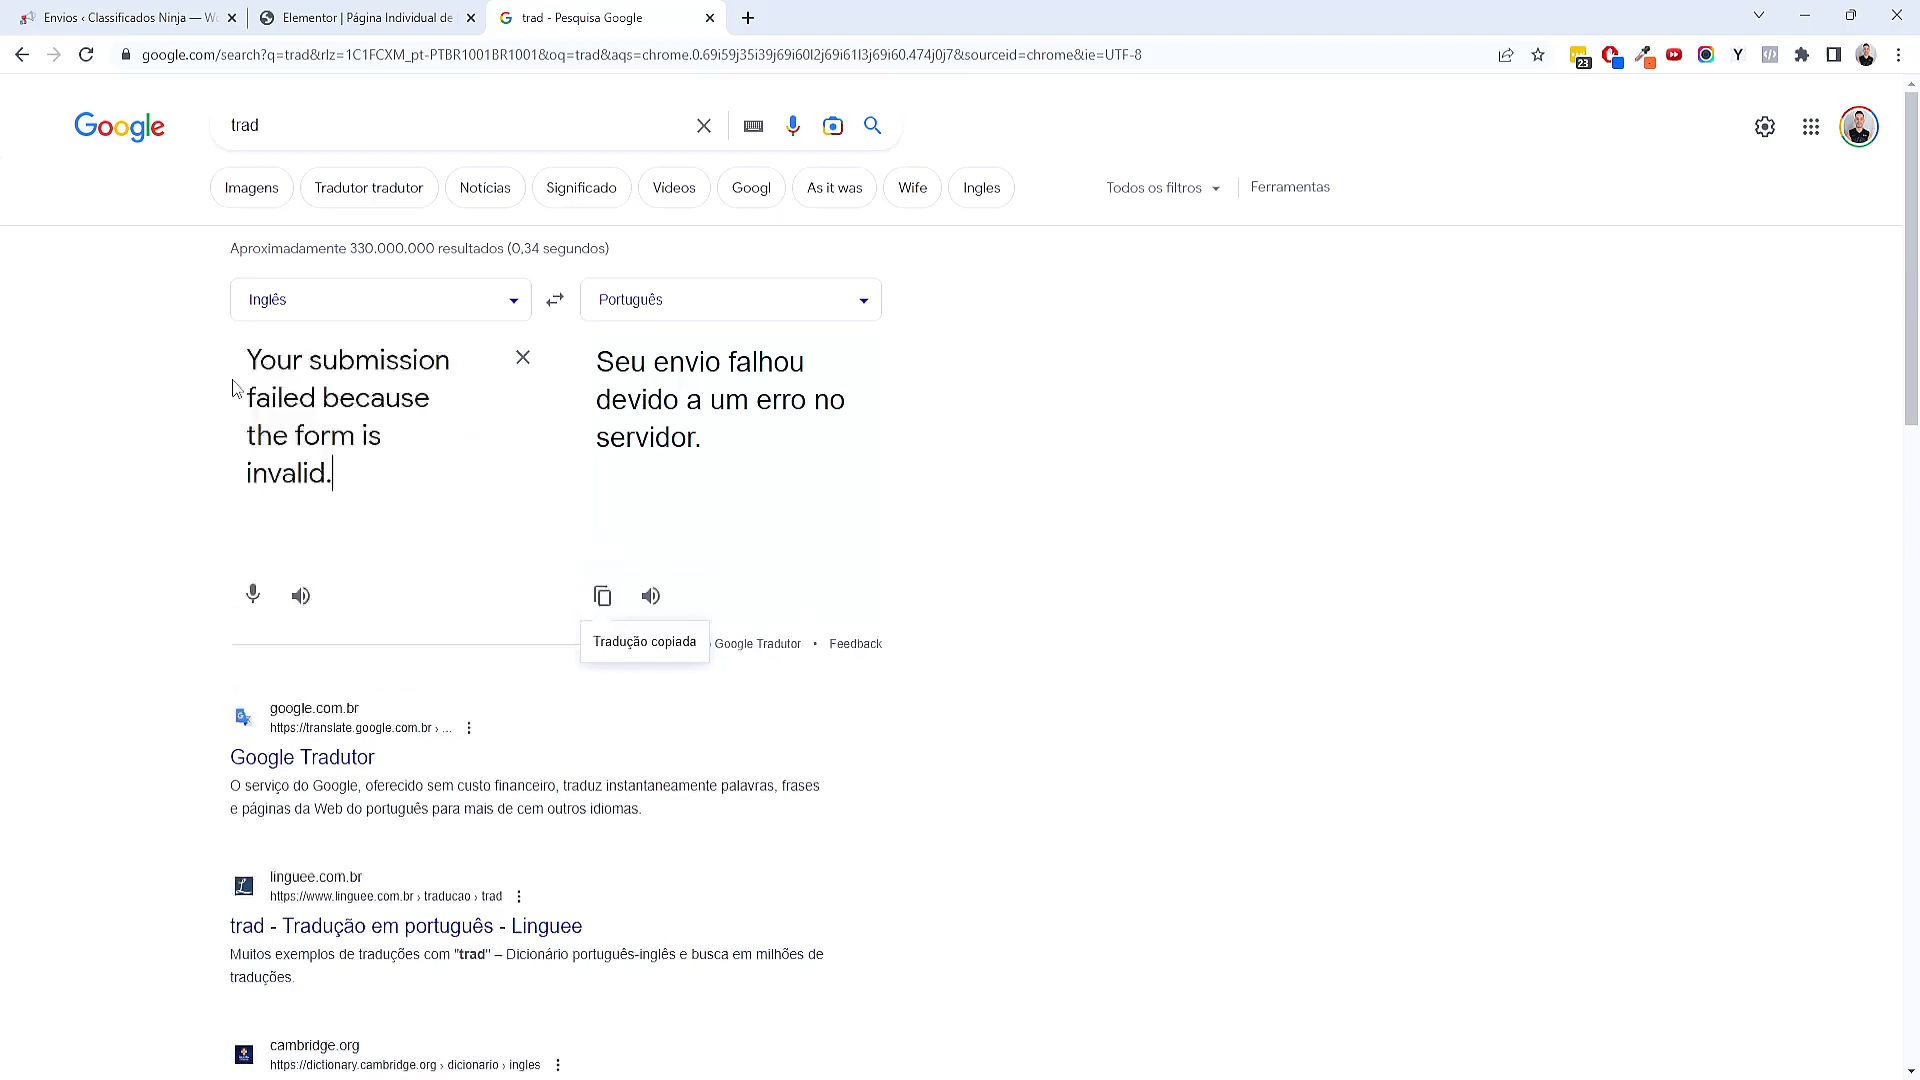 Envios ‹ Classificados Ninja — Wo
Elementor | Página Individual de
trad - Pesquisa Google
google.com/search?q=trad&rlz=1C1FCXM_pt-PTBR1001BR1001&oq=trad&aqs=chrome.0.69i59j35i39j69i60l2j69i61l3j69i60.474j0j7&sourceid=chrome&ie=UTF-8
23
Y
Google
trad
Imagens
Tradutor tradutor
Notícias
Significado
Videos
Googl
As it was
Wife
Ingles
Todos os filtros
Ferramentas
Aproximadamente 330.000.000 resultados (0,34 segundos)
Inglês
Português
Your submission
failed because
the form is
invalid.
Seu envio falhou
devido a um erro no
servidor.
Tradução copiada
Google Tradutor • Feedback
google.com.br
https://translate.google.com.br › ...
Google Tradutor
O serviço do Google, oferecido sem custo financeiro, traduz instantaneamente palavras, frases
e páginas da Web do português para mais de cem outros idiomas.
linguee.com.br
https://www.linguee.com.br › traducao › trad
trad - Tradução em português - Linguee
Muitos exemplos de traduções com "trad" – Dicionário português-inglês e busca em milhões de
traduções.
cambridge.org
https://dictionary.cambridge.org › dicionario › ingles